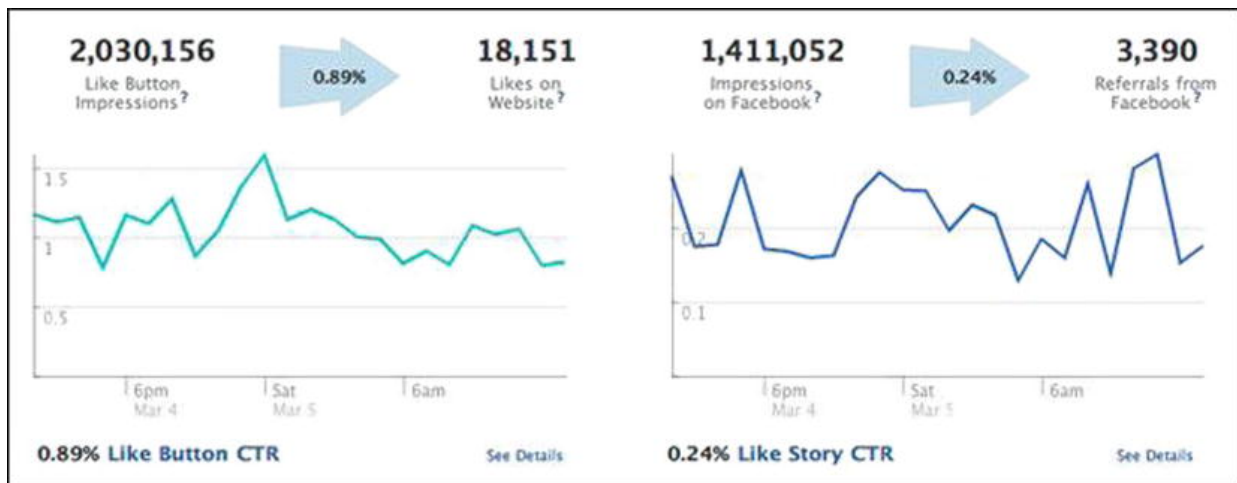 2,030,156
Like Button
Impressions?
0.89%
18,151
Likes on
Website?
1,411,052
Impressions
on Facebook?
0.24%
3,390
Referrals from
Facebook?
1.5
1
0.5
6pm
Mar 4
Sat
Mar 5
6am
0.2
0.1
6pm
Mar 4
Sat
Mar 5
6am
0.89% Like Button CTR
See Details
0.24% Like Story CTR
See Details